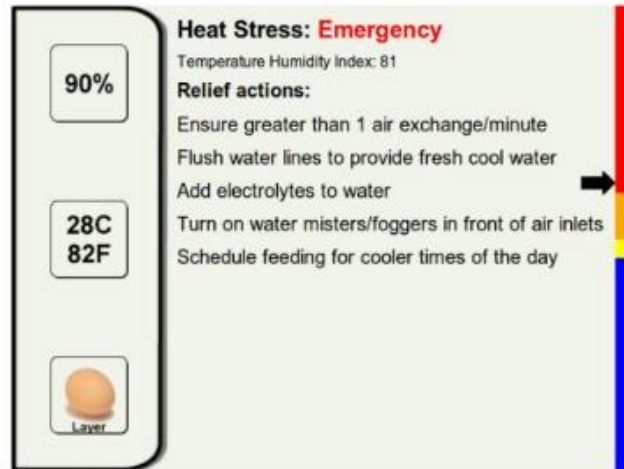 90%
28C
82F
Layer
Heat Stress: Emergency
Temperature Humidity Index: 81
Relief actions:
Ensure greater than 1 air exchange/minute
Flush water lines to provide fresh cool water
Add electrolytes to water
Turn on water misters/foggers in front of air inlets
Schedule feeding for cooler times of the day